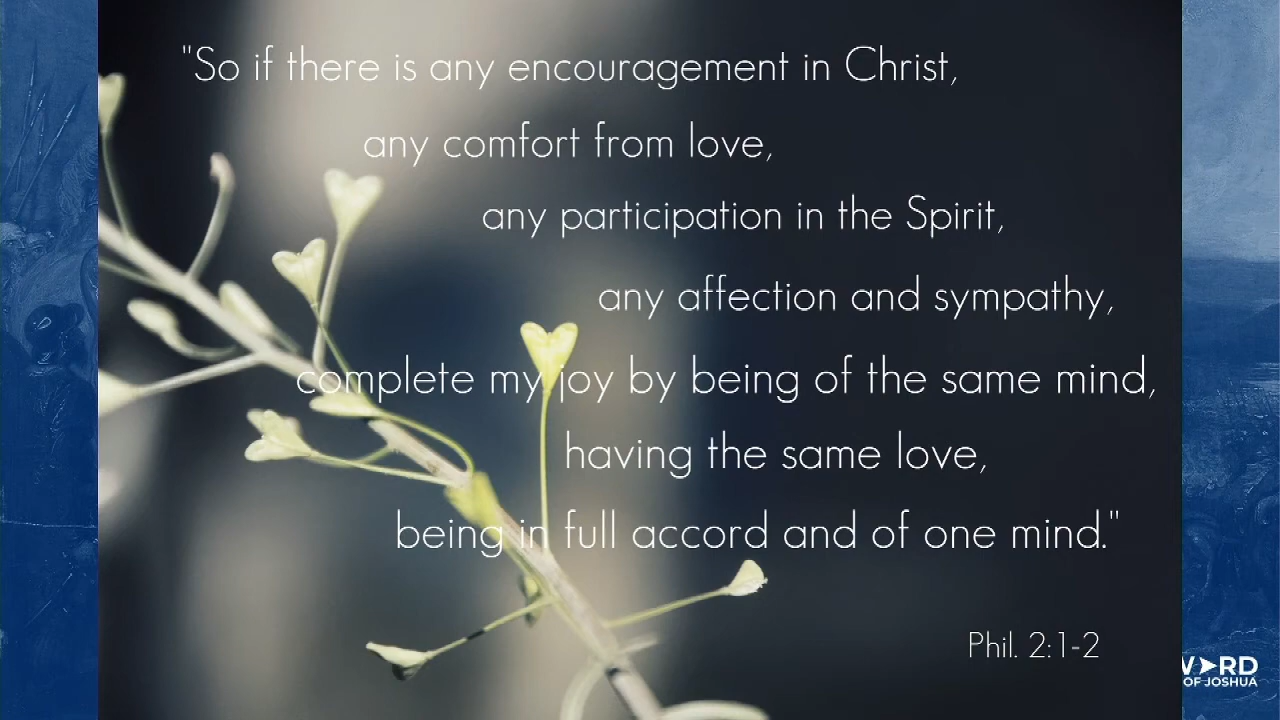 "So if there is any encouragement in Christ,
any comfort from love,
any participation in the Spirit,
any affection and sympathy,
complete my joy by being of the same mind,
having the same love,
being in full accord and of one mind."
Phil. 2:1-2
OF JOSHUA